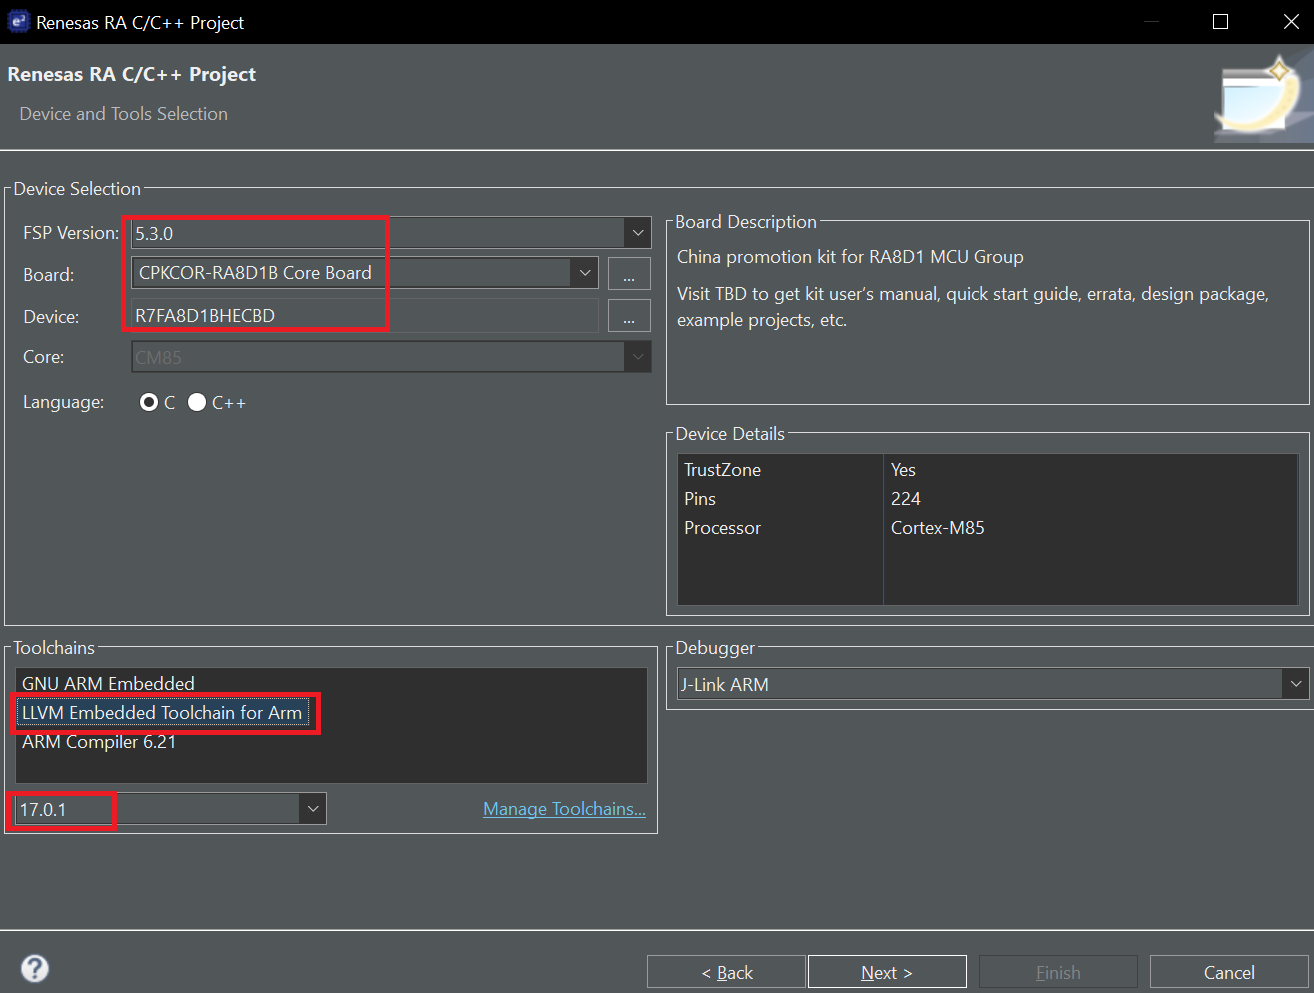 e²
Renesas RA C/C++ Project
Renesas RA C/C++ Project
Device and Tools Selection
Device Selection
FSP Version:
5.3.0
Board:
CPKCOR-RA8D1B Core Board
...
Device:
R7FA8D1BHECBD
...
Core:
CM85
Language:
C
C++
Board Description
China promotion kit for RA8D1 MCU Group
Visit TBD to get kit user's manual, quick start guide, errata, design package,
example projects, etc.
Device Details
TrustZone Yes
Pins 224
Processor Cortex-M85
Toolchains
GNU ARM Embedded
LLVM Embedded Toolchain for Arm
ARM Compiler 6.21
17.0.1
Manage Toolchains...
Debugger
J-Link ARM
?
< Back
Next >
Finish
Cancel